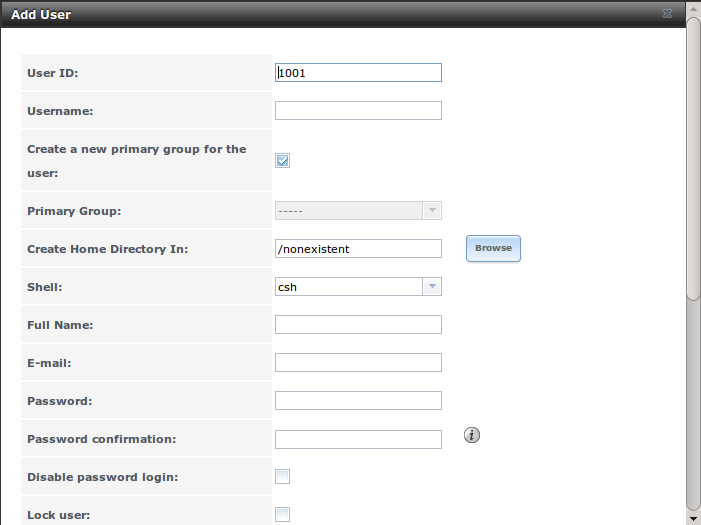 Add User
User ID:
1001
Username:
Create a new primary group for the
user:
Primary Group:
-----
Create Home Directory In:
/nonexistent
Browse
Shell:
csh
Full Name:
E-mail:
Password:
Password confirmation:
i
Disable password login:
Lock user: